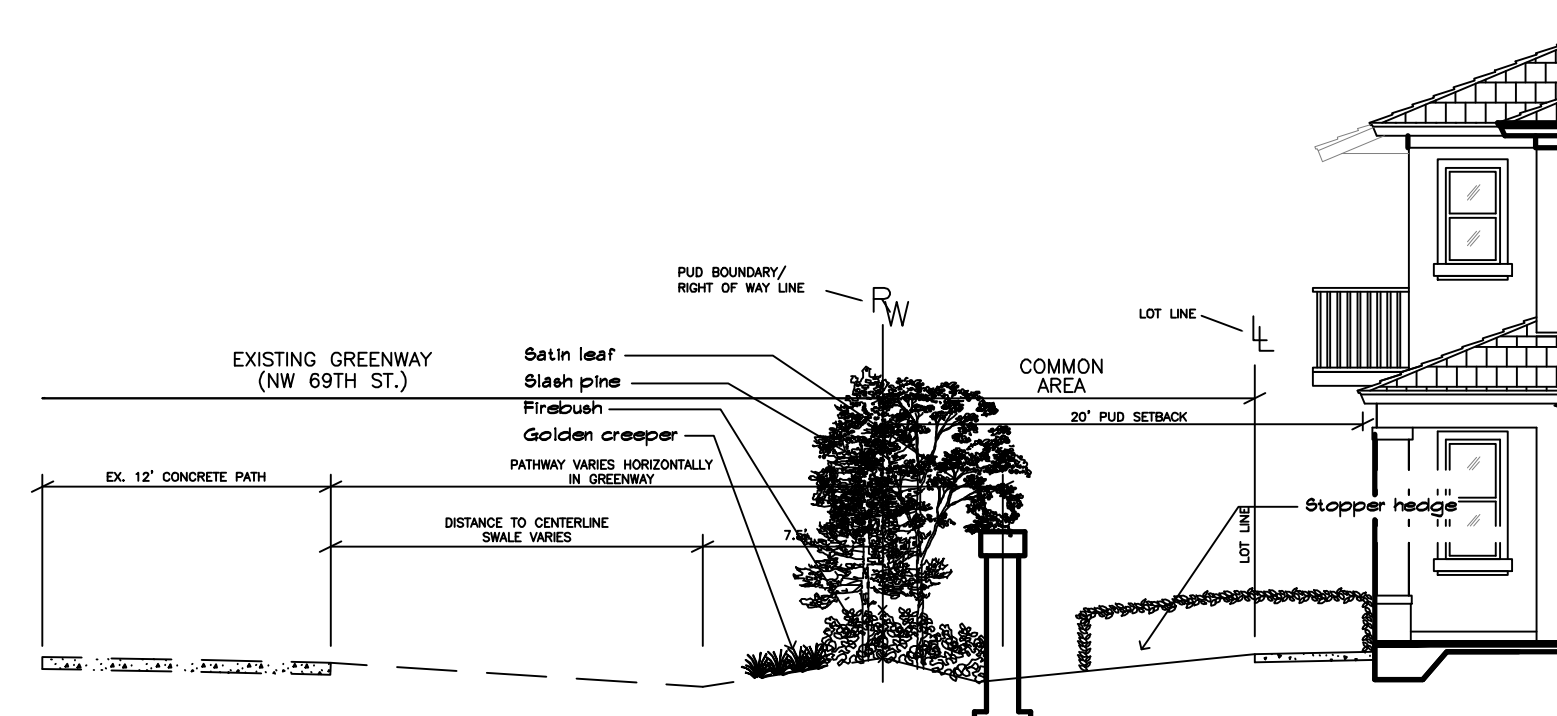 PUD BOUNDARY/
RIGHT OF WAY LINE
RW
LOT LINE
LL
EXISTING GREENWAY
(NW 69TH ST.)
Satin leaf
Slash pine
Firebush
Golden creeper
COMMON
AREA
20' PUD SETBACK
EX. 12' CONCRETE PATH
PATHWAY VARIES HORIZONTALLY
IN GREENWAY
DISTANCE TO CENTERLINE
SWALE VARIES
7.5'
LOT LINE
Stopper hedge